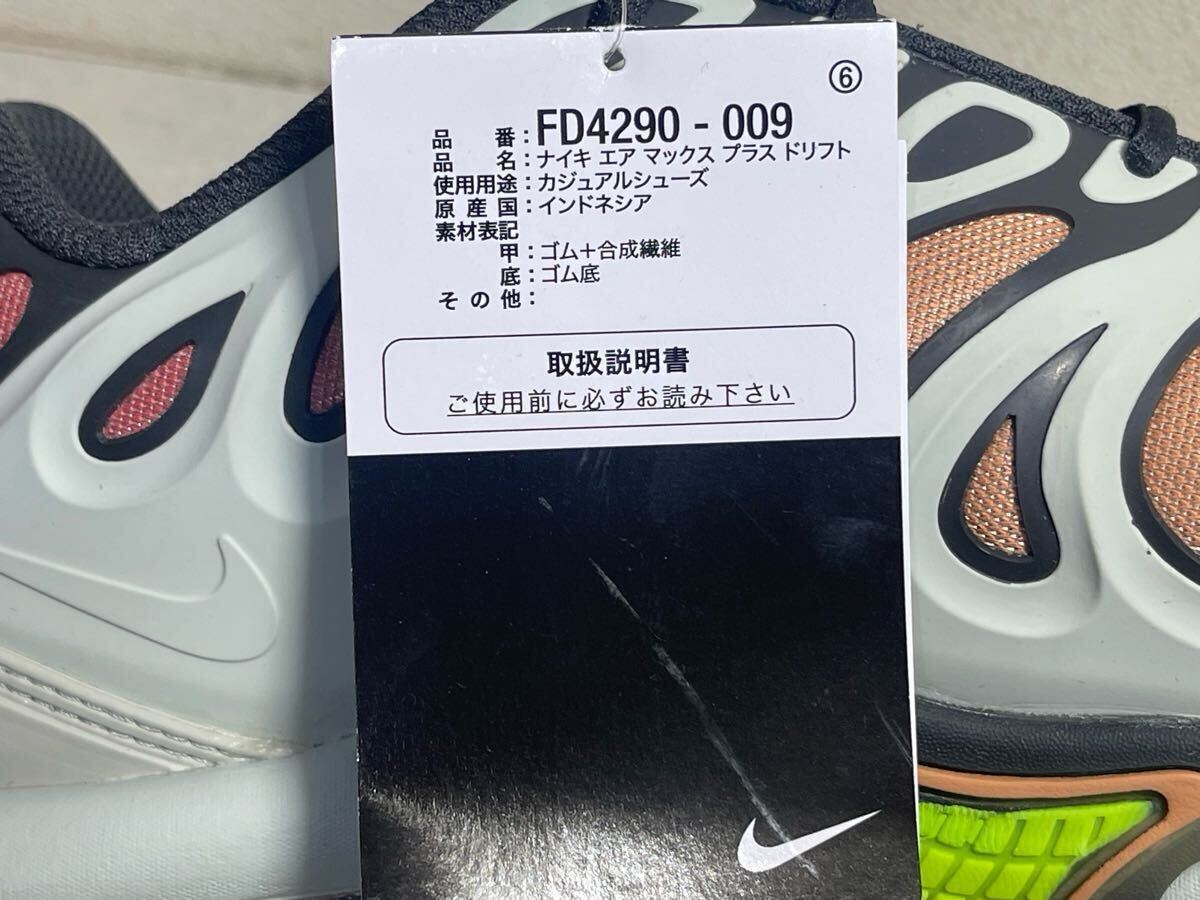 ⑥
品番:FD4290 - 009
品名:ナイキ エア マックス プラス ドリフト
使用用途:カジュアルシューズ
原産国:インドネシア
素材表記
甲:ゴム+合成繊維
底:ゴム底
その他:
取扱説明書
ご使用前に必ずお読み下さい